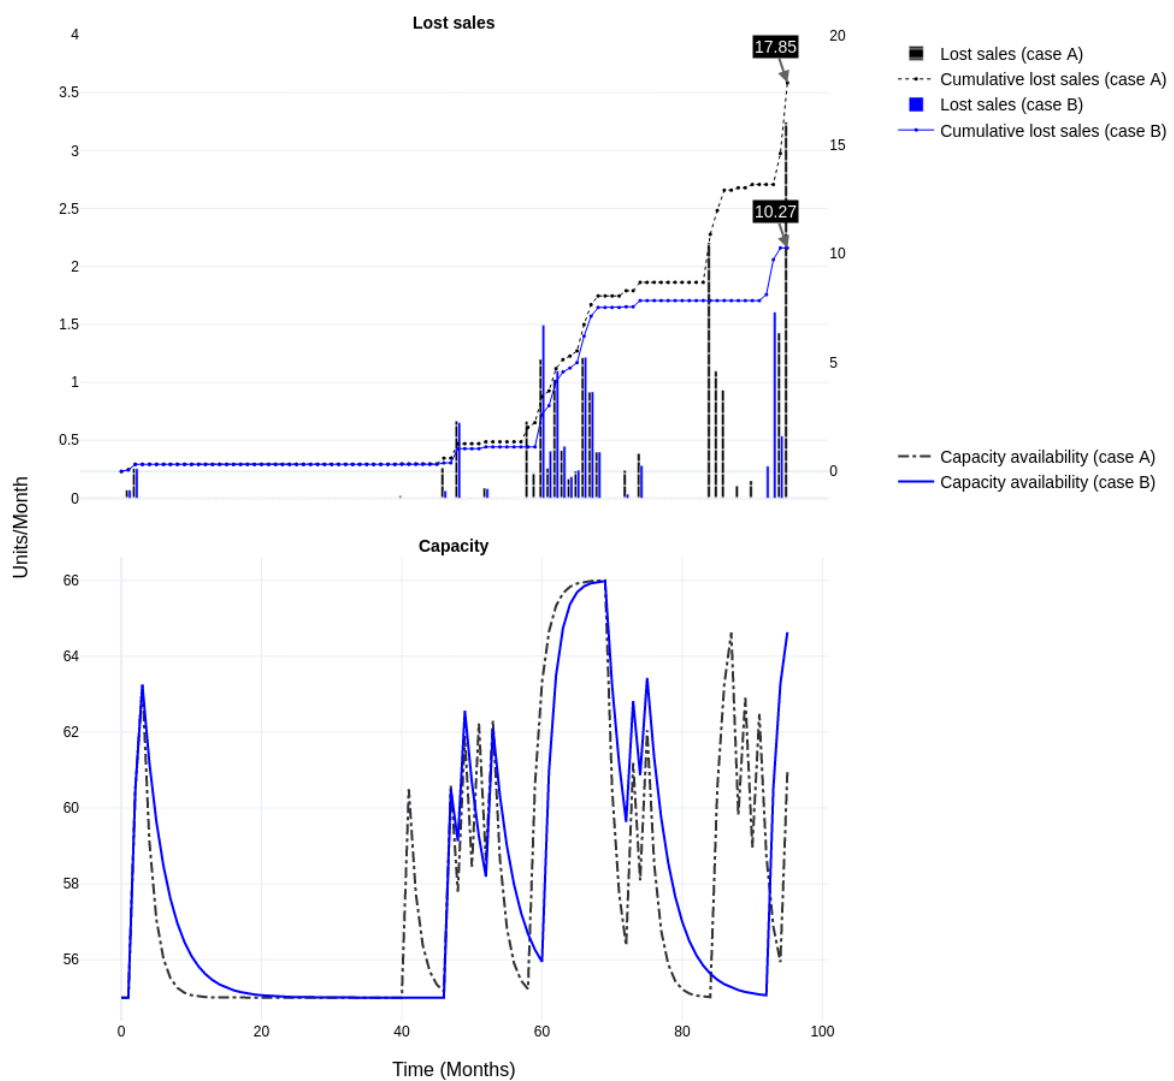 Lost sales
4
3.5
3
2.5
2
1.5
1
0.5
0
20
15
10
5
0
17.85
10.27
Lost sales (case A)
Cumulative lost sales (case A)
Lost sales (case B)
Cumulative lost sales (case B)
Capacity availability (case A)
Capacity availability (case B)
Units/Month
Capacity
66
64
62
60
58
56
0 20 40 60 80 100
Time (Months)